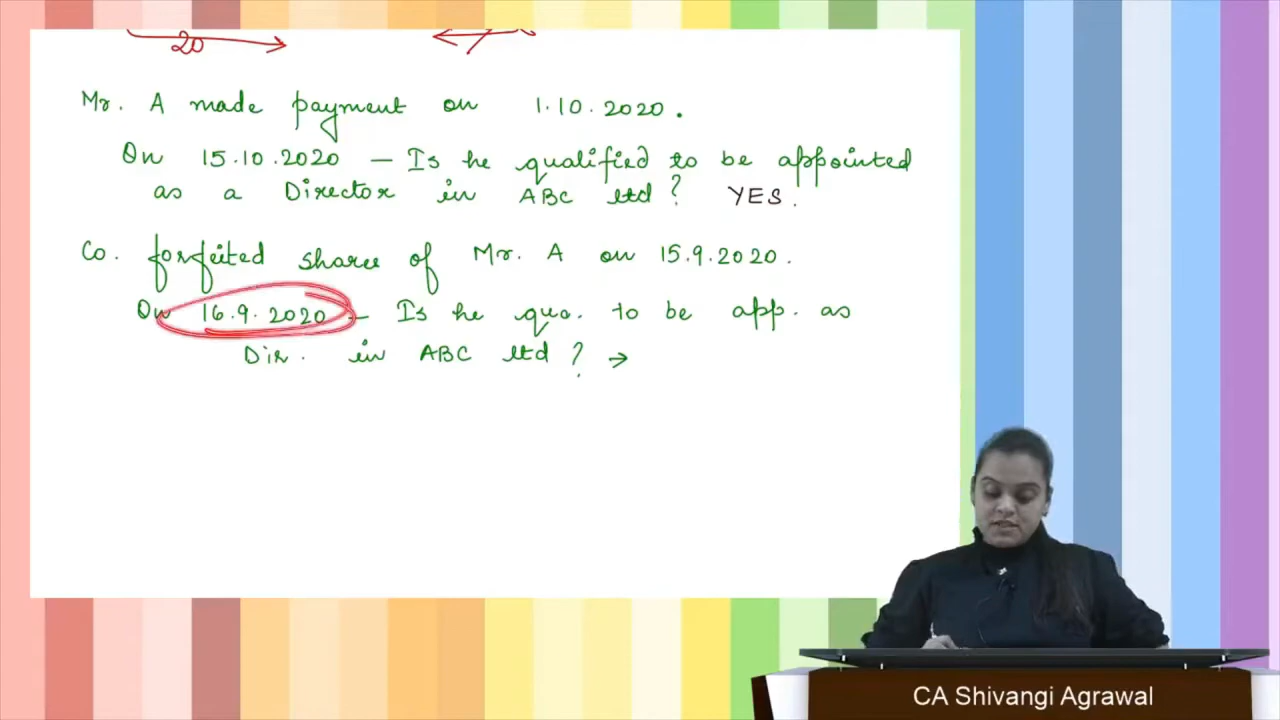 20
Mr. A made payment on 1.10.2020.
On 15.10.2020 — Is he qualified to be appointed
as a Director in ABC ltd? YES.
Co. forfeited share of Mr. A on 15.9.2020.
On 16.9.2020 — Is he qua. to be app. as
Dir. in ABC ltd? →
CA Shivangi Agrawal